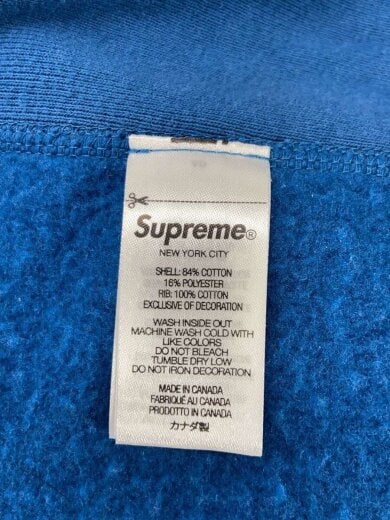 Supreme®
NEW YORK CITY
SHELL: 84% COTTON
16% POLYESTER
RIB: 100% COTTON
EXCLUSIVE OF DECORATION
WASH INSIDE OUT
MACHINE WASH COLD WITH
LIKE COLORS
DO NOT BLEACH
TUMBLE DRY LOW
DO NOT IRON DECORATION
MADE IN CANADA
FABRIQUÉ AU CANADA
PRODOTTO IN CANADA
カナダ製